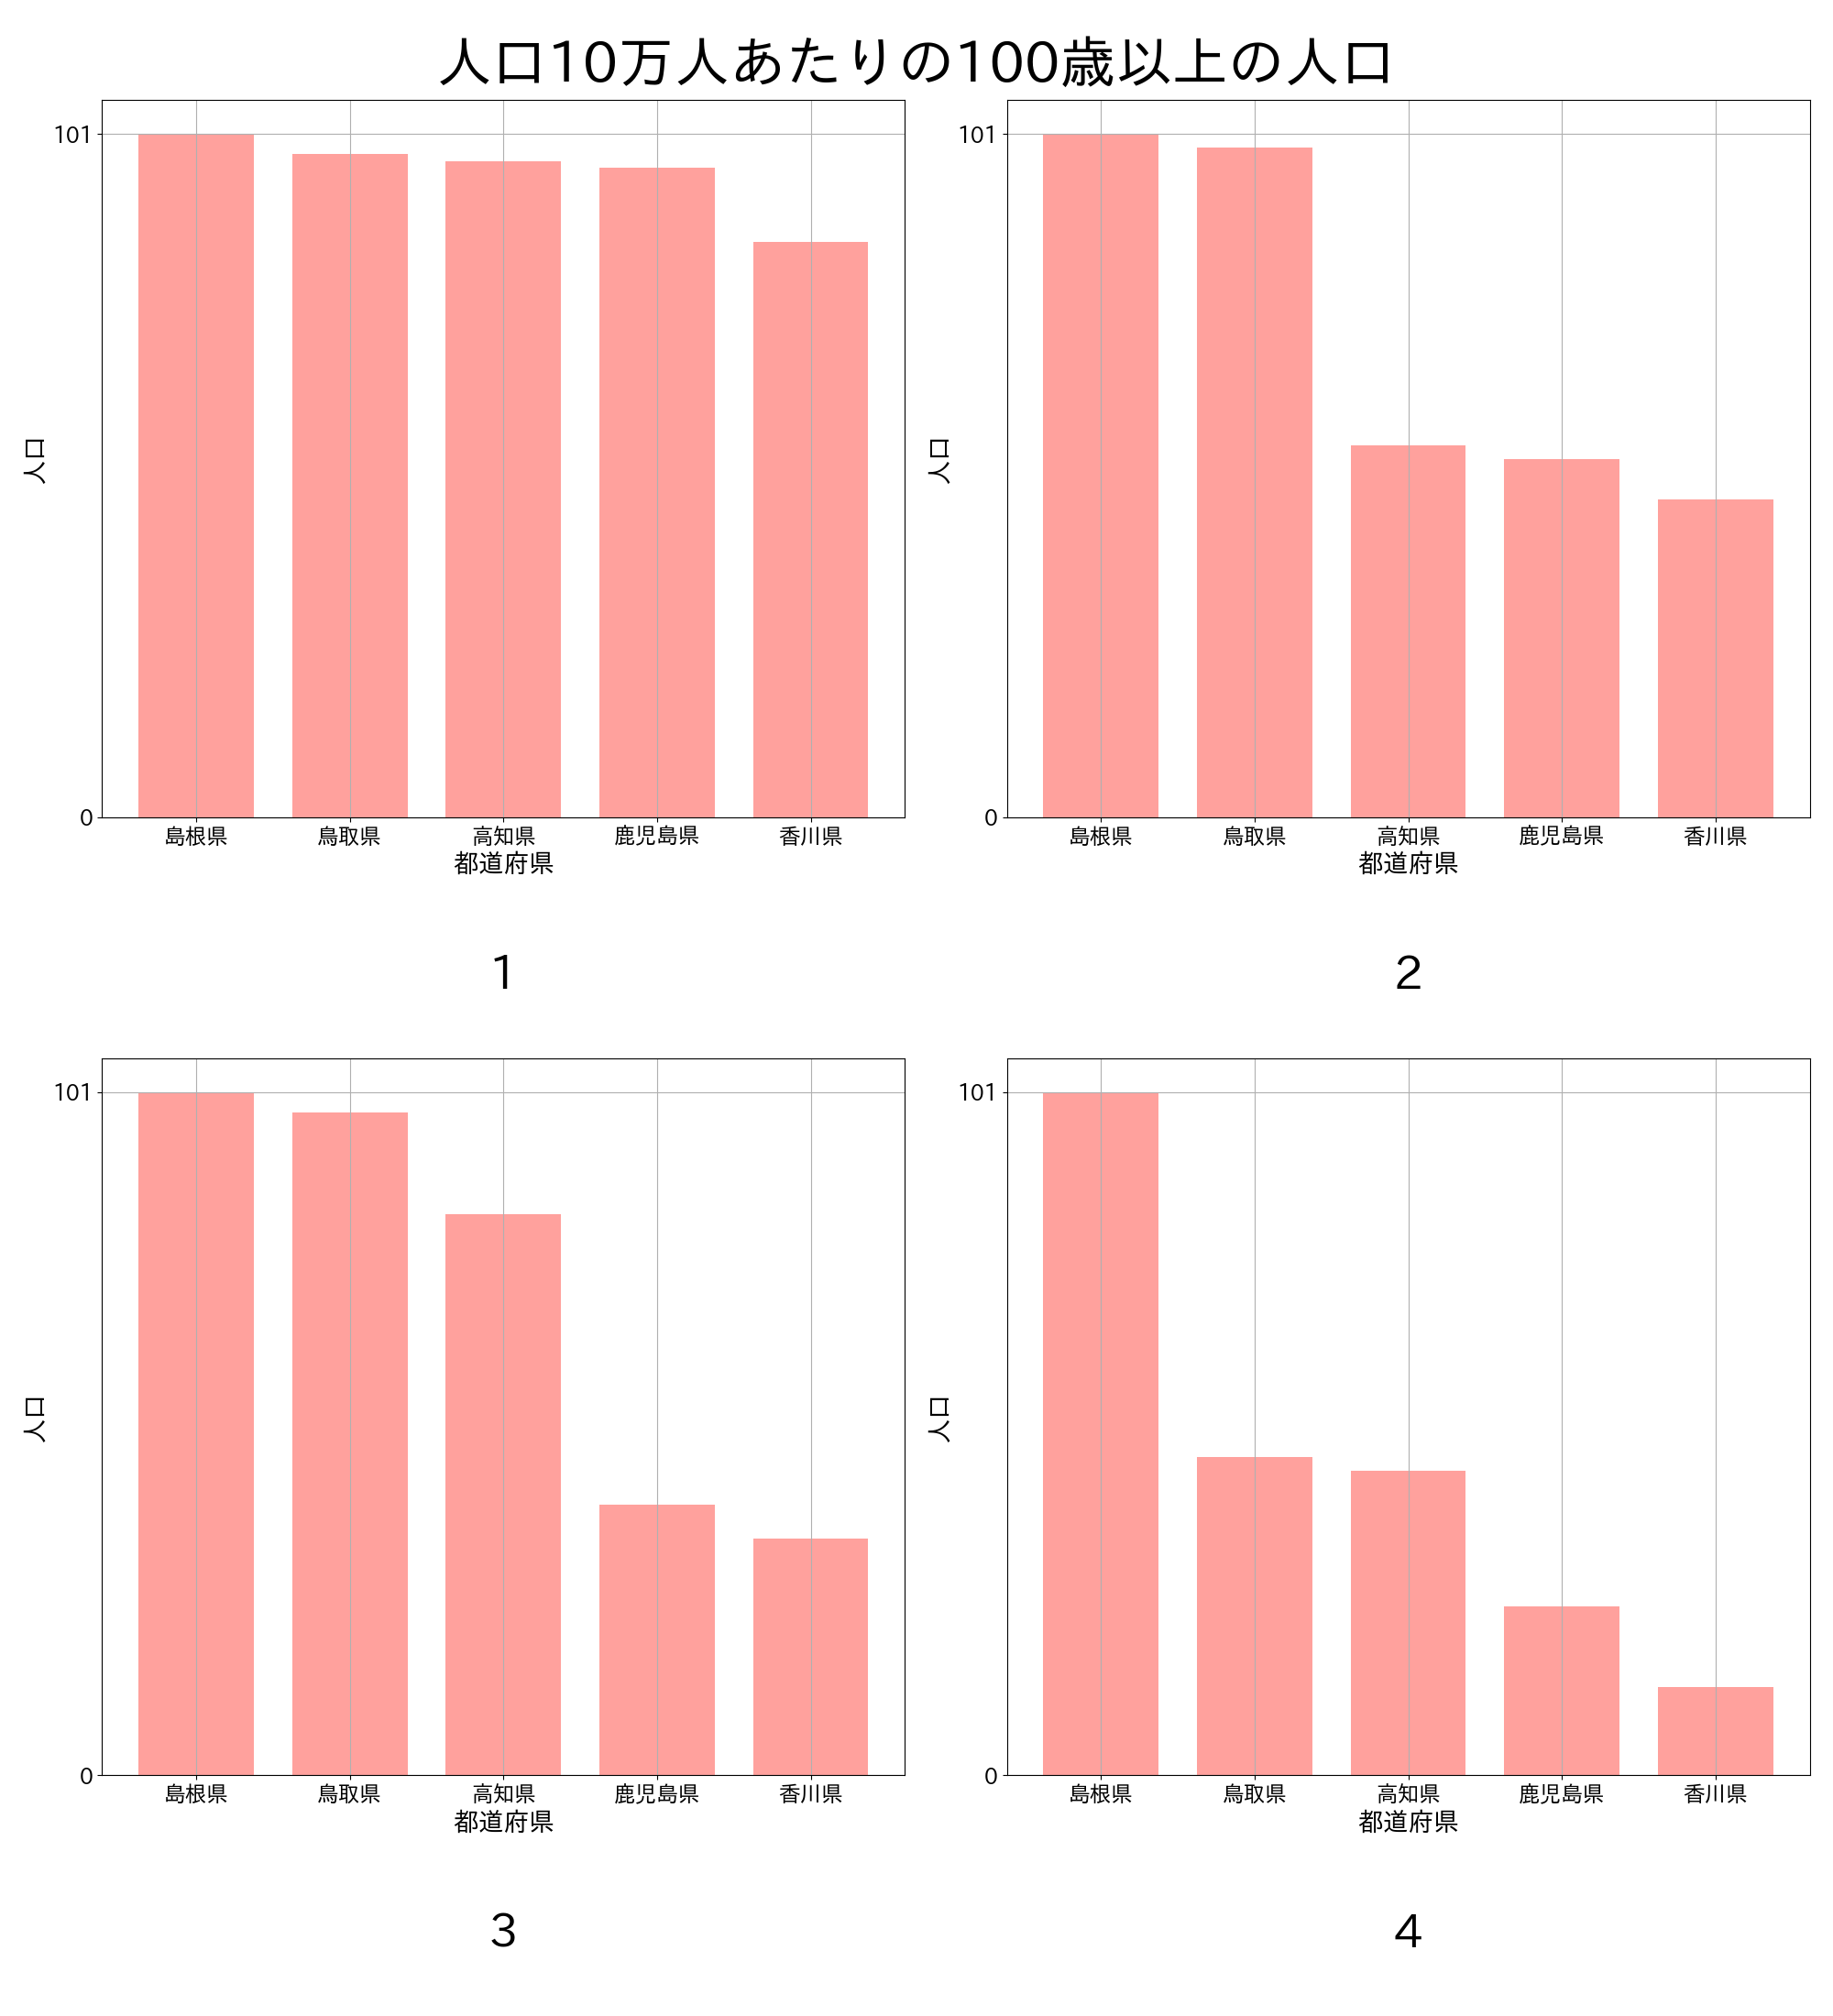 人口10万人あたりの100歳以上の人口
101
0
人口
島根県 鳥取県 高知県 鹿児島県 香川県
都道府県
1
101
0
人口
島根県 鳥取県 高知県 鹿児島県 香川県
都道府県
2
101
0
人口
島根県 鳥取県 高知県 鹿児島県 香川県
都道府県
3
101
0
人口
島根県 鳥取県 高知県 鹿児島県 香川県
都道府県
4